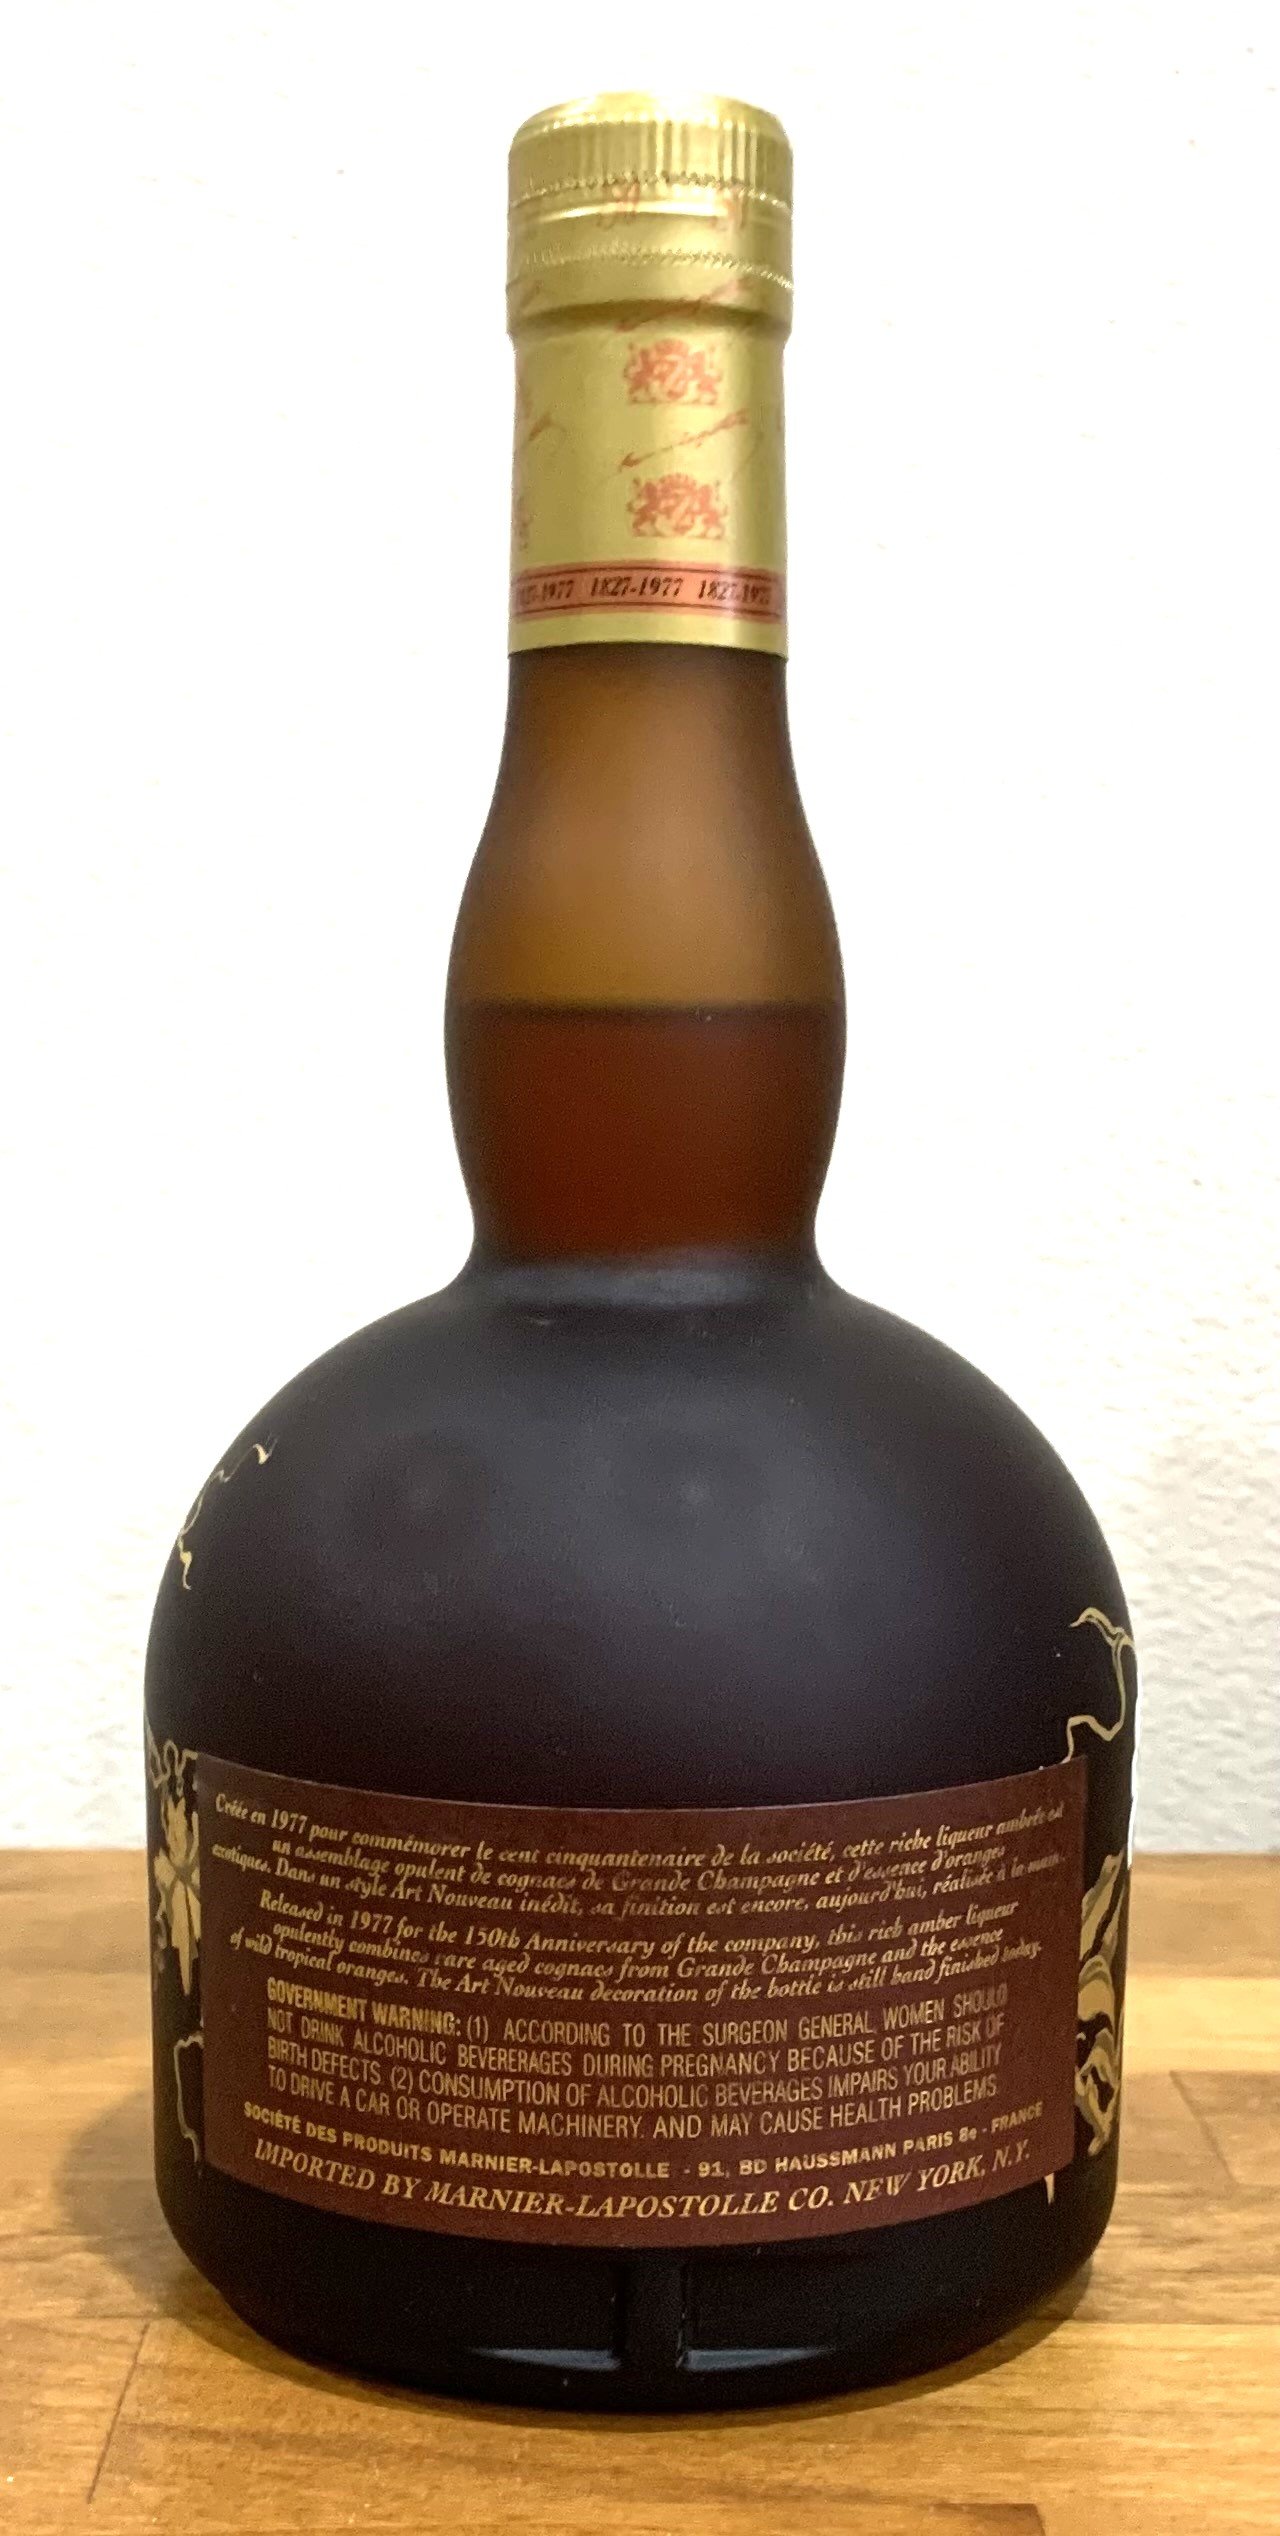 1827-1977 1827-1977 1827-1977
Créée en 1977 pour commémorer le cent cinquantenaire de la société, cette riche liqueur ambrée est
un assemblage opulent de cognacs de Grande Champagne et d'essence d'oranges
exotiques. Dans un style Art Nouveau inédit, sa finition est encore, aujourd'hui, réalisée à la main.
Released in 1977 for the 150th Anniversary of the company, this rich amber liqueur
opulently combines rare aged cognacs from Grande Champagne and the essence
of wild tropical oranges. The Art Nouveau decoration of the bottle is still hand finished today.
GOVERNMENT WARNING: (1) ACCORDING TO THE SURGEON GENERAL WOMEN SHOULD
NOT DRINK ALCOHOLIC BEVERERAGES DURING PREGNANCY BECAUSE OF THE RISK OF
BIRTH DEFECTS. (2) CONSUMPTION OF ALCOHOLIC BEVERAGES IMPAIRS YOUR ABILITY
TO DRIVE A CAR OR OPERATE MACHINERY. AND MAY CAUSE HEALTH PROBLEMS
SOCIÉTÉ DES PRODUITS MARNIER-LAPOSTOLLE - 91, BD HAUSSMANN PARIS 8e - FRANCE
IMPORTED BY MARNIER-LAPOSTOLLE CO. NEW YORK, N.Y.